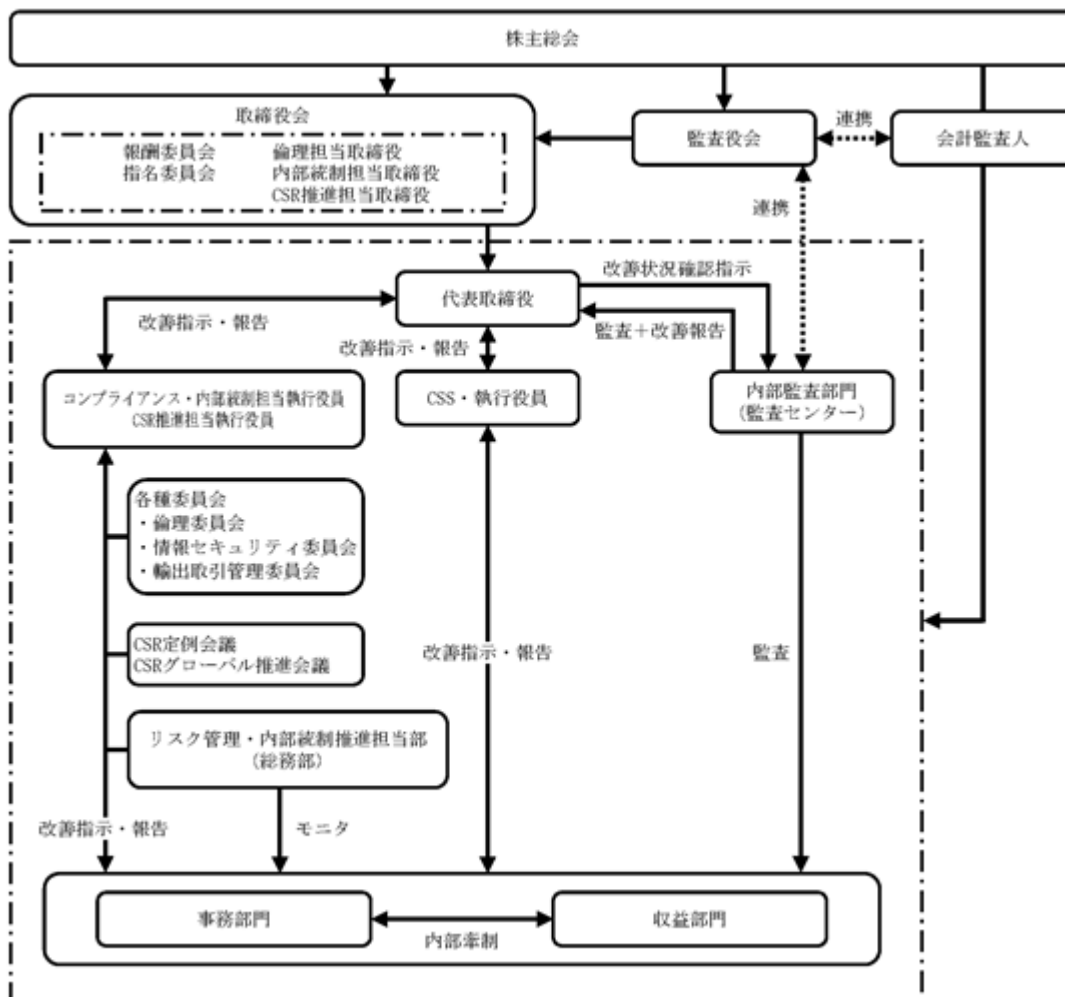 株主総会
取締役会
報酬委員会 倫理担当取締役
指名委員会 内部統制担当取締役
CSR推進担当取締役
監査役会
連携
会計監査人
連携
代表取締役
改善状況確認指示
監査＋改善報告
改善指示・報告
改善指示・報告
コンプライアンス・内部統制担当執行役員
CSR推進担当執行役員
CSS・執行役員
内部監査部門
(監査センター)
各種委員会
・倫理委員会
・情報セキュリティ委員会
・輸出取引管理委員会
CSR定例会議
CSRグローバル推進会議
改善指示・報告
監査
リスク管理・内部統制推進担当部
(総務部)
改善指示・報告
モニタ
事務部門
収益部門
内部牽制